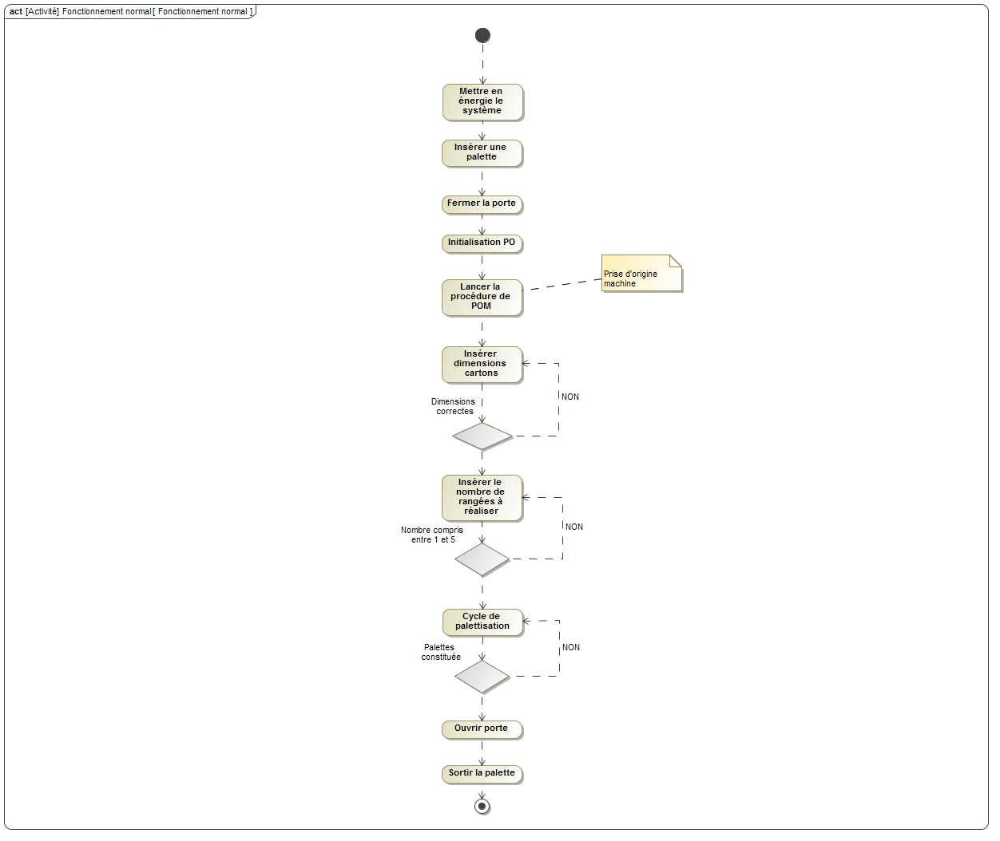 act [Activité] Fonctionnement normal[ Fonctionnement normal ]
Mettre en
énergie le
système
Insérer une
palette
Fermer la porte
Initialisation PO
Prise d'origine
machine
Lancer la
procédure de
POM
Insérer
dimensions
cartons
NON
Dimensions
correctes
Insérer le
nombre de
rangées à
réaliser
NON
Nombre compris
entre 1 et 5
Cycle de
palettisation
NON
Palettes
constituée
Ouvrir porte
Sortir la palette